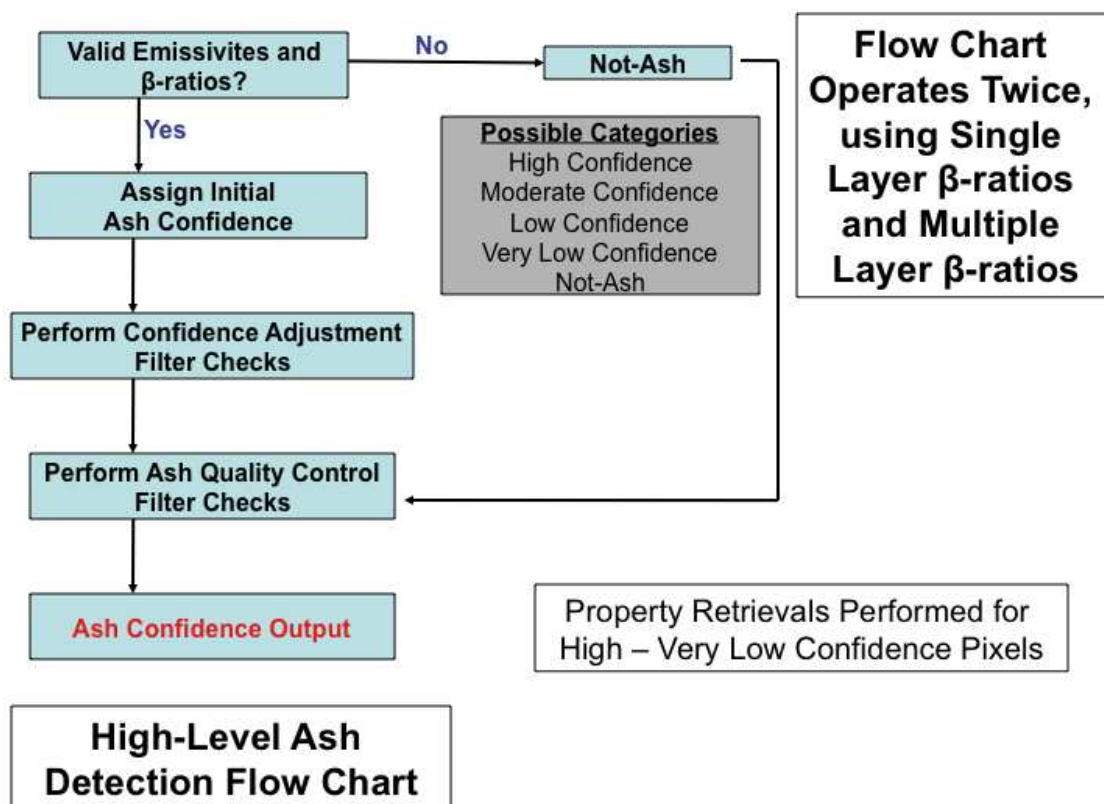 Valid Emissivites and
β-ratios?
No
Not-Ash
Flow Chart
Operates Twice,
using Single
Layer β-ratios
and Multiple
Layer β-ratios
Yes
Possible Categories
High Confidence
Moderate Confidence
Low Confidence
Very Low Confidence
Not-Ash
Assign Initial
Ash Confidence
Perform Confidence Adjustment
Filter Checks
Perform Ash Quality Control
Filter Checks
Ash Confidence Output
Property Retrievals Performed for
High – Very Low Confidence Pixels
High-Level Ash
Detection Flow Chart